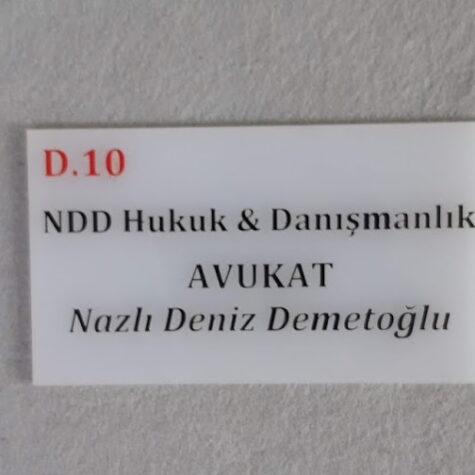 D.10
NDD Hukuk & Danışmanlık
AVUKAT
Nazlı Deniz Demetoğlu